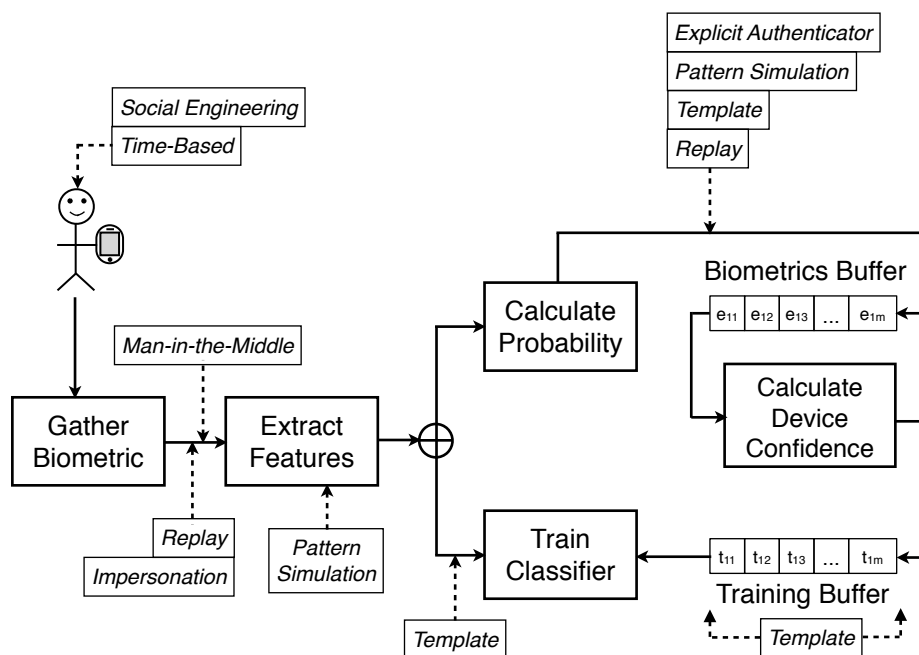 Explicit Authenticator
Pattern Simulation
Template
Replay
Social Engineering
Time-Based
Biometrics Buffer
e11 e12 e13 ... e1m
Calculate
Probability
Man-in-the-Middle
Calculate
Device
Confidence
Gather
Biometric
Extract
Features
Replay
Impersonation
Pattern
Simulation
Train
Classifier
t11 t12 t13 ... t1m
Training Buffer
Template
Template